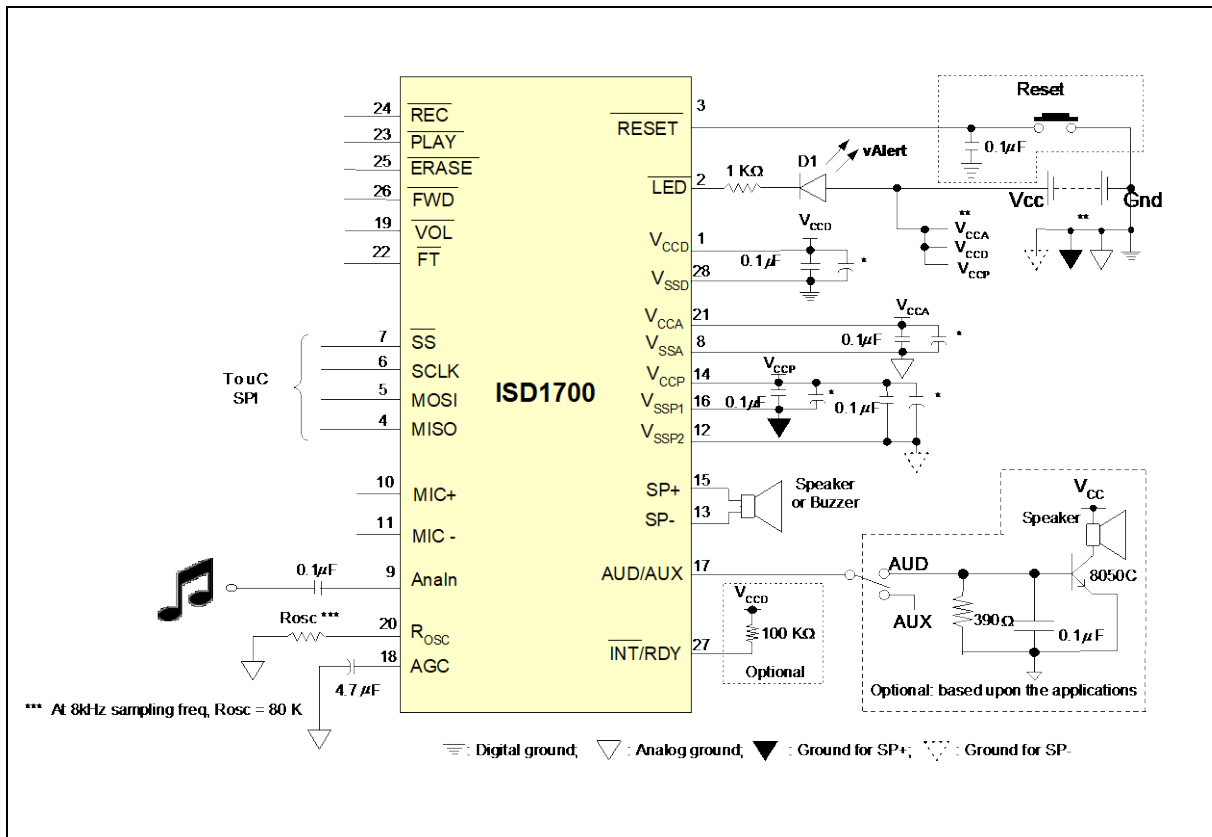 24 REC
23 PLAY
25 ERASE
26 FWD
19 VOL
22 FT
TouC
SPI
7 SS
6 SCLK
5 MOSI
4 MISO
10 MIC+
11 MIC -
0.1µF 9 AnaIn
Rosc *** 20 ROSC
18 AGC
4.7µF
*** At 8kHz sampling freq, Rosc = 80 K
ISD1700
RESET 3
Reset
0.1µF
LED 2
1 KΩ
D1
vAlert
Vcc
Gnd
**
VCCA
VCCD
VCCP
**
VCCD 1
VSSD 28
VCCD
0.1µF
*
VCCA 21
VSSA 8
VCCA
0.1µF
*
VCCP 14
VSSP1 16
VSSP2 12
VCCP
0.1µF
*
0.1µF
*
SP+ 15
SP- 13
Speaker
or Buzzer
AUD/AUX 17
AUD
AUX
390Ω
0.1µF
VCC
Speaker
8050C
Optional: based upon the applications
INT/RDY 27
VCCD
100 KΩ
Optional
: Digital ground; : Analog ground; : Ground for SP+; : Ground for SP-